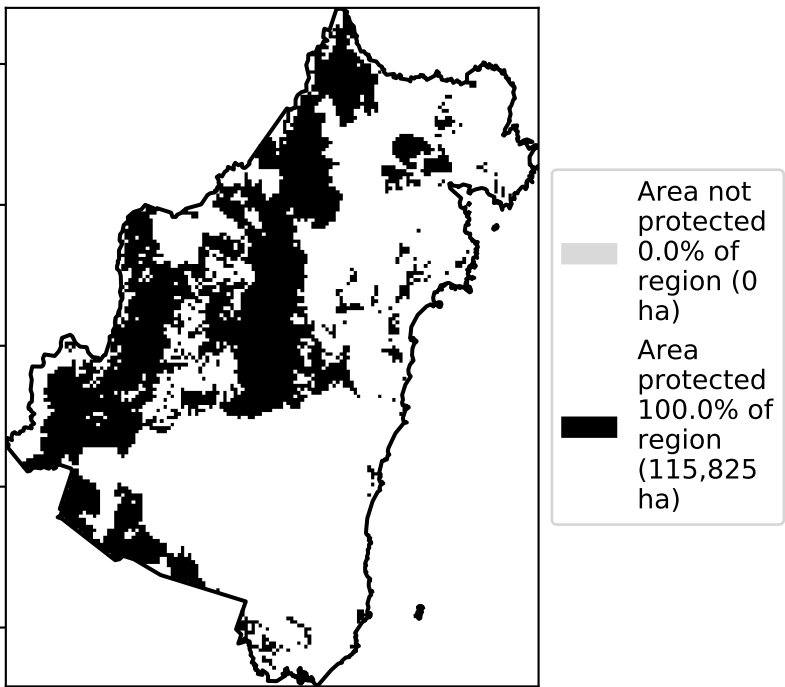 Area not
protected
0.0% of
region (0
ha)
Area
protected
100.0% of
region
(115,825
ha)